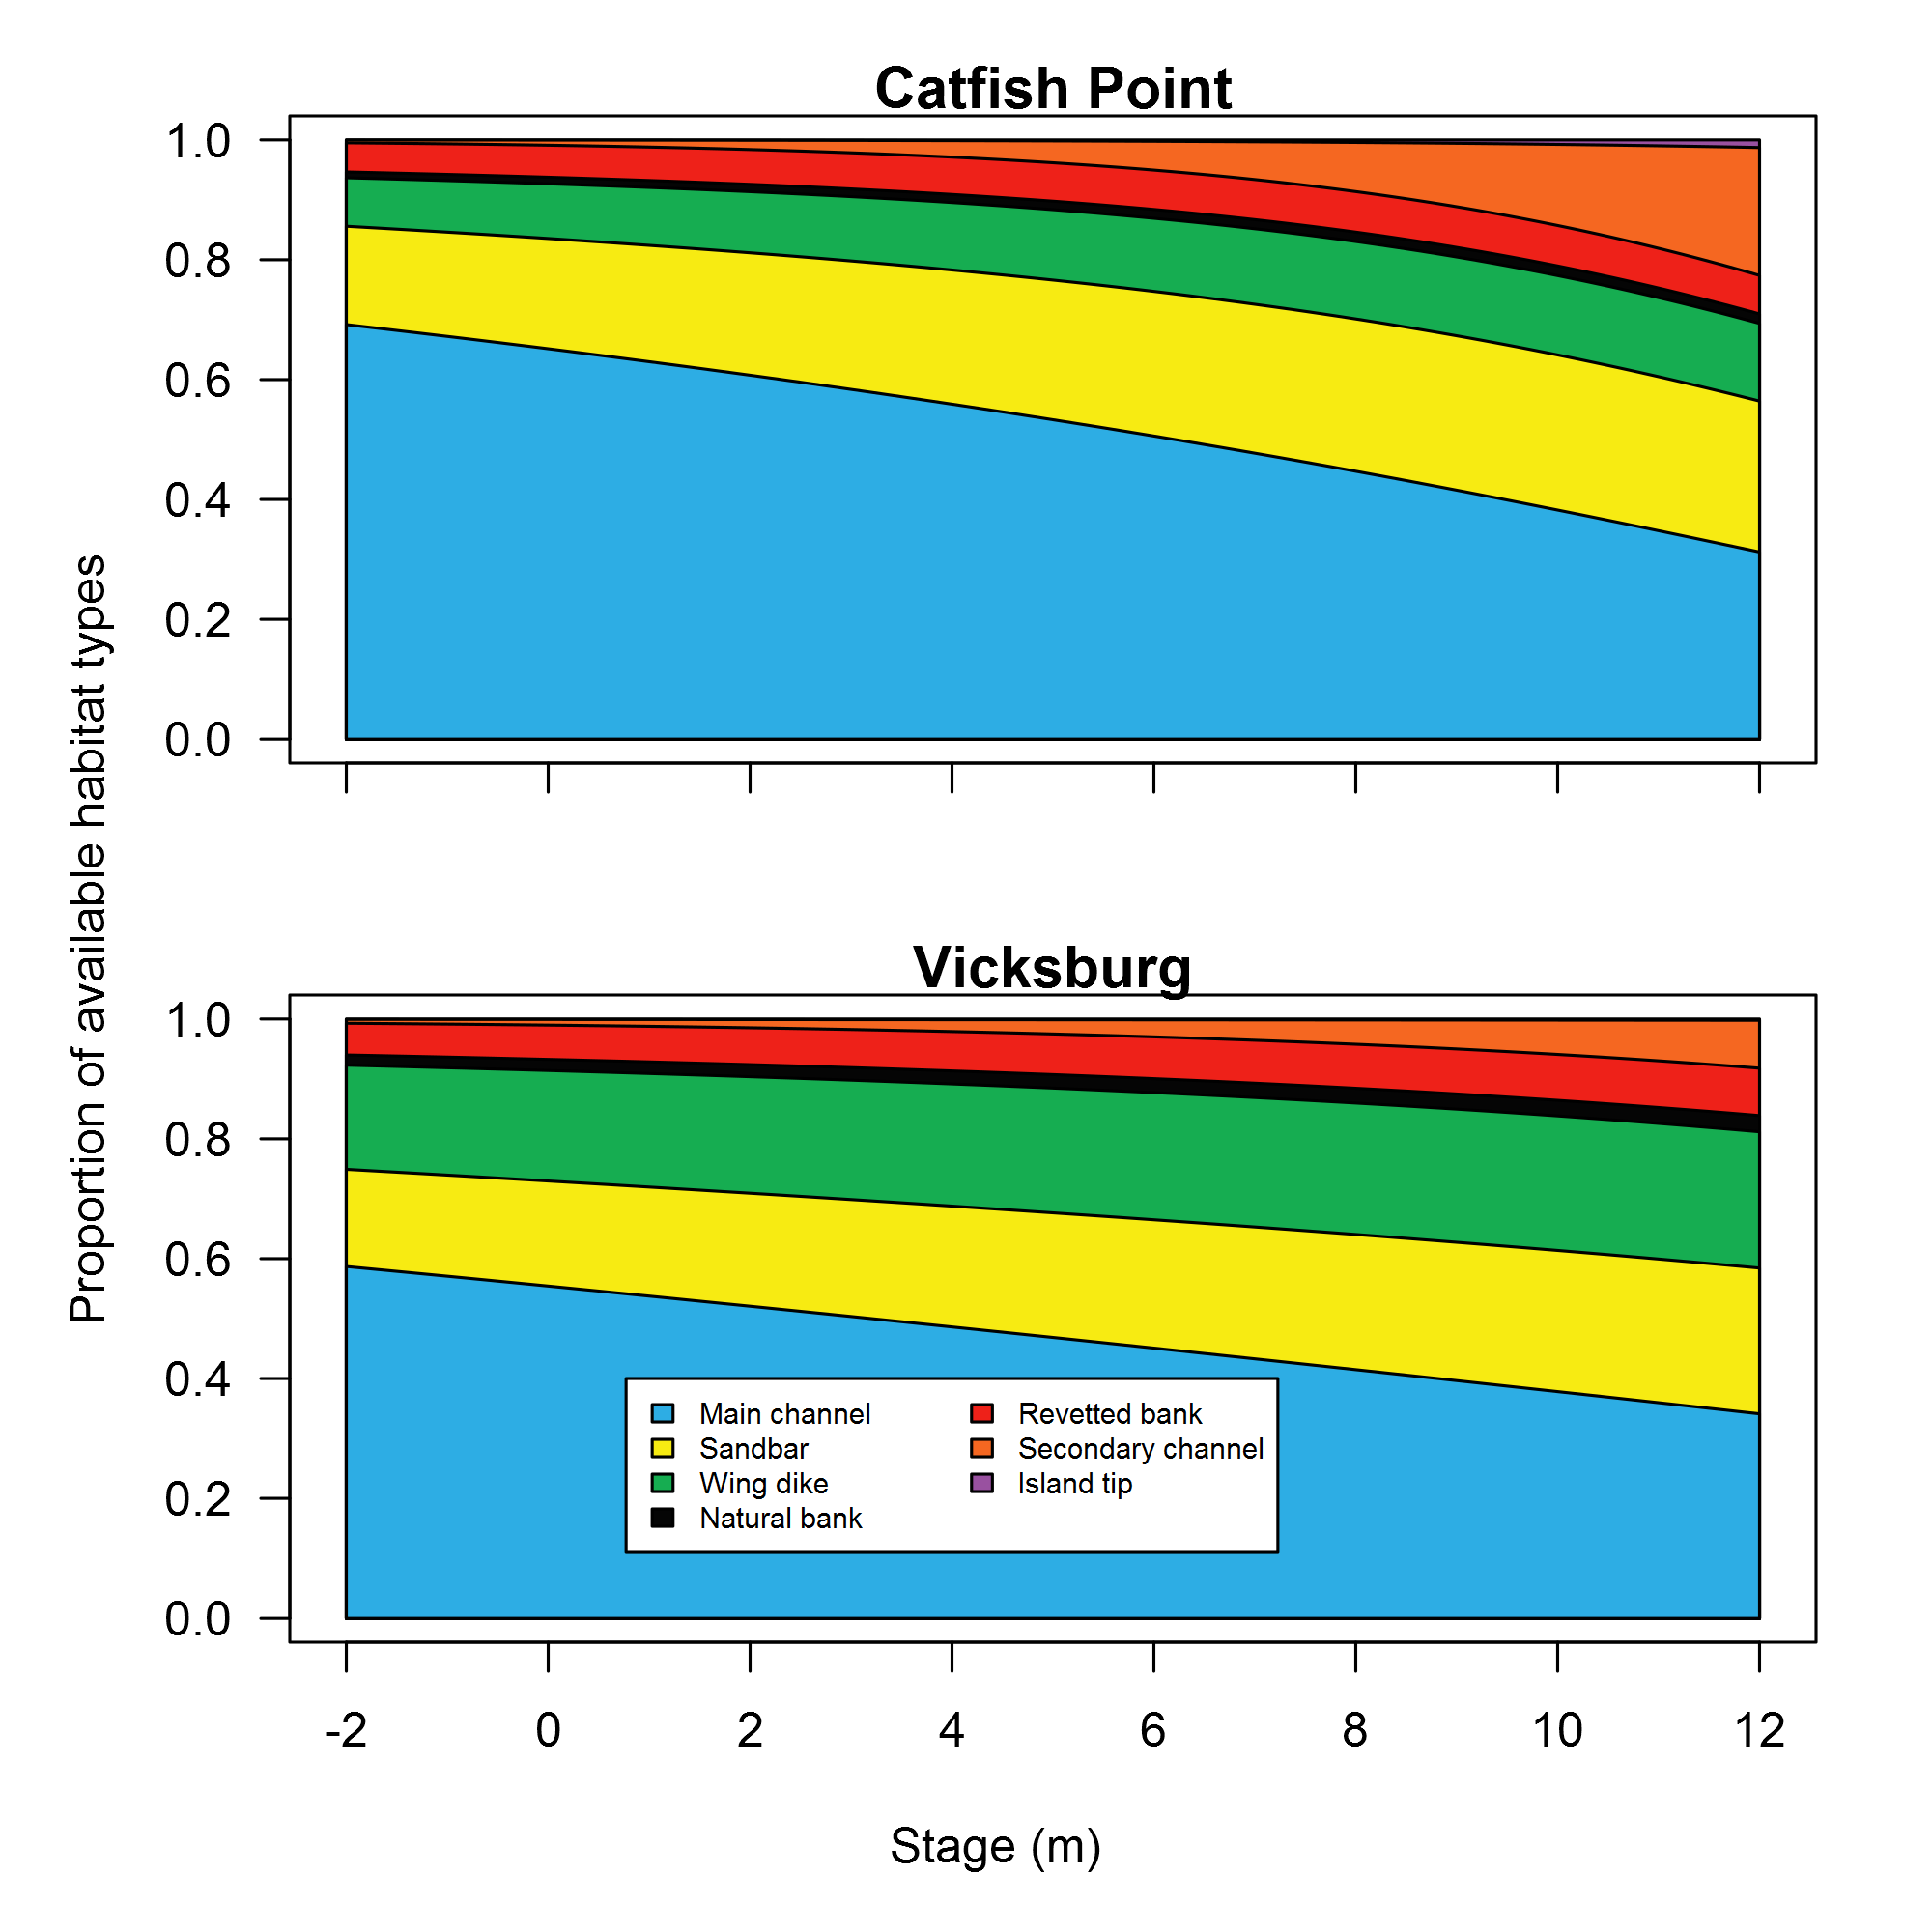 Catfish Point
1.0
0.8
0.6
0.4
0.2
0.0
Proportion of available habitat types
Vicksburg
1.0
0.8
0.6
0.4
0.2
0.0
Main channel
Sandbar
Wing dike
Natural bank
Revetted bank
Secondary channel
Island tip
-2 0 2 4 6 8 10 12
Stage (m)